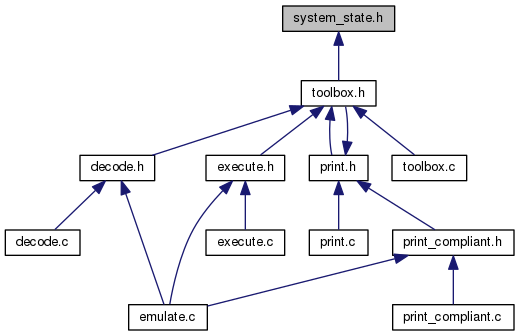 system_state.h
toolbox.h
decode.h
execute.h
print.h
toolbox.c
decode.c
execute.c
print.c
print_compliant.h
emulate.c
print_compliant.c